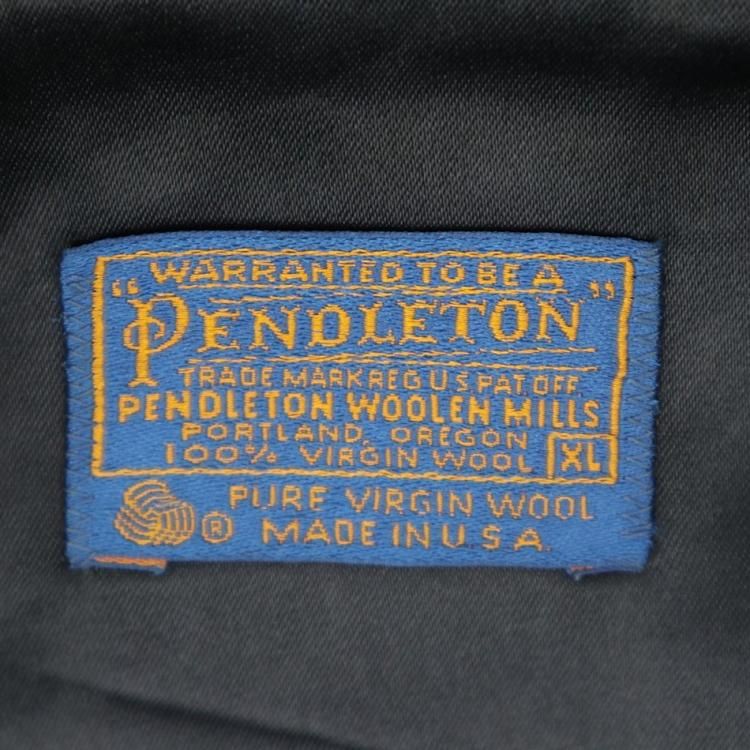 WARRANTED TO BE A
"PENDLETON"
TRADE MARK REG U.S. PAT. OFF.
PENDLETON WOOLEN MILLS
PORTLAND, OREGON
100% VIRGIN WOOL XL
PURE VIRGIN WOOL
® MADE IN U S A.